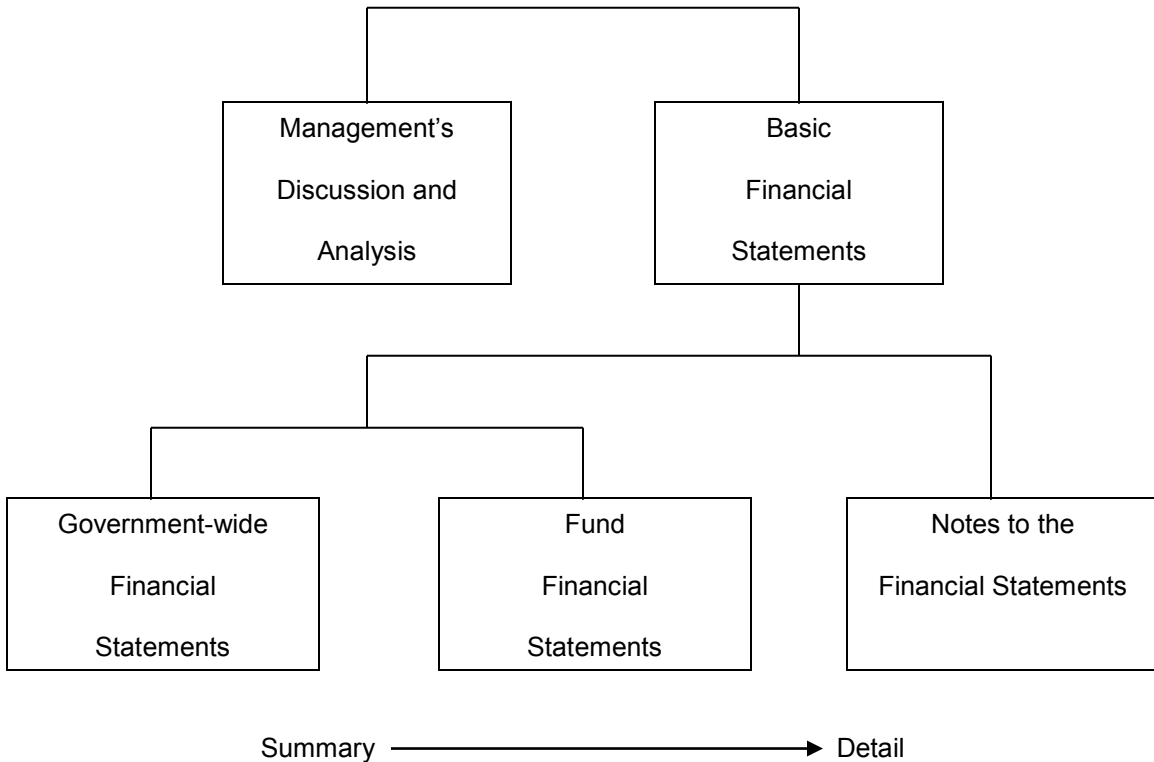 Management’s
Discussion and
Analysis
Basic
Financial
Statements
Government-wide
Financial
Statements
Fund
Financial
Statements
Notes to the
Financial Statements
Summary
Detail